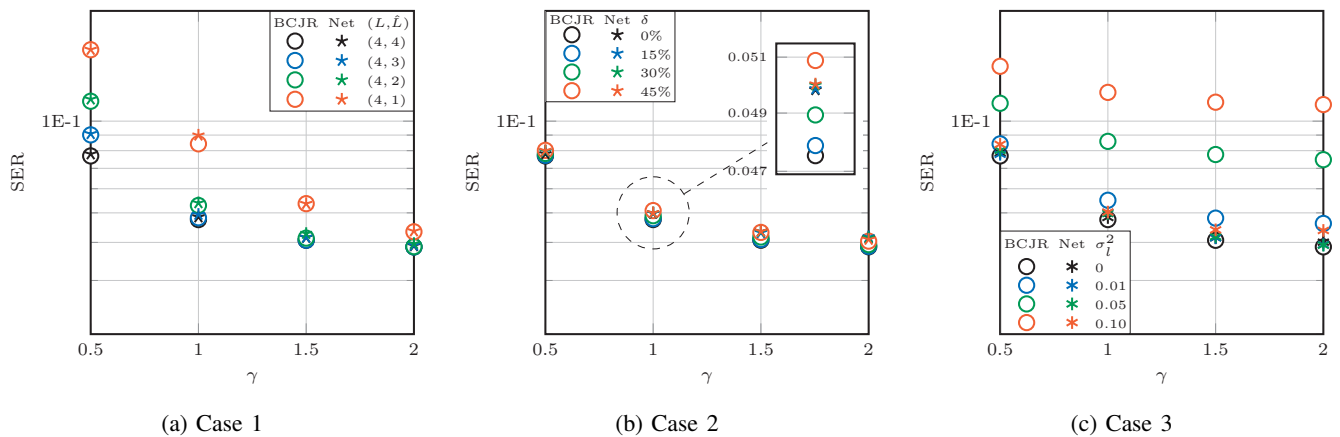 BCJR Net (L, L̂)
(4, 4)
(4, 3)
(4, 2)
(4, 1)
1E-1
SER
0.5 1 1.5 2
γ
(a) Case 1
BCJR Net δ
0%
15%
30%
45%
0.051
0.049
0.047
1E-1
SER
0.5 1 1.5 2
γ
(b) Case 2
1E-1
SER
BCJR Net σ_l^2
0
0.01
0.05
0.10
0.5 1 1.5 2
γ
(c) Case 3